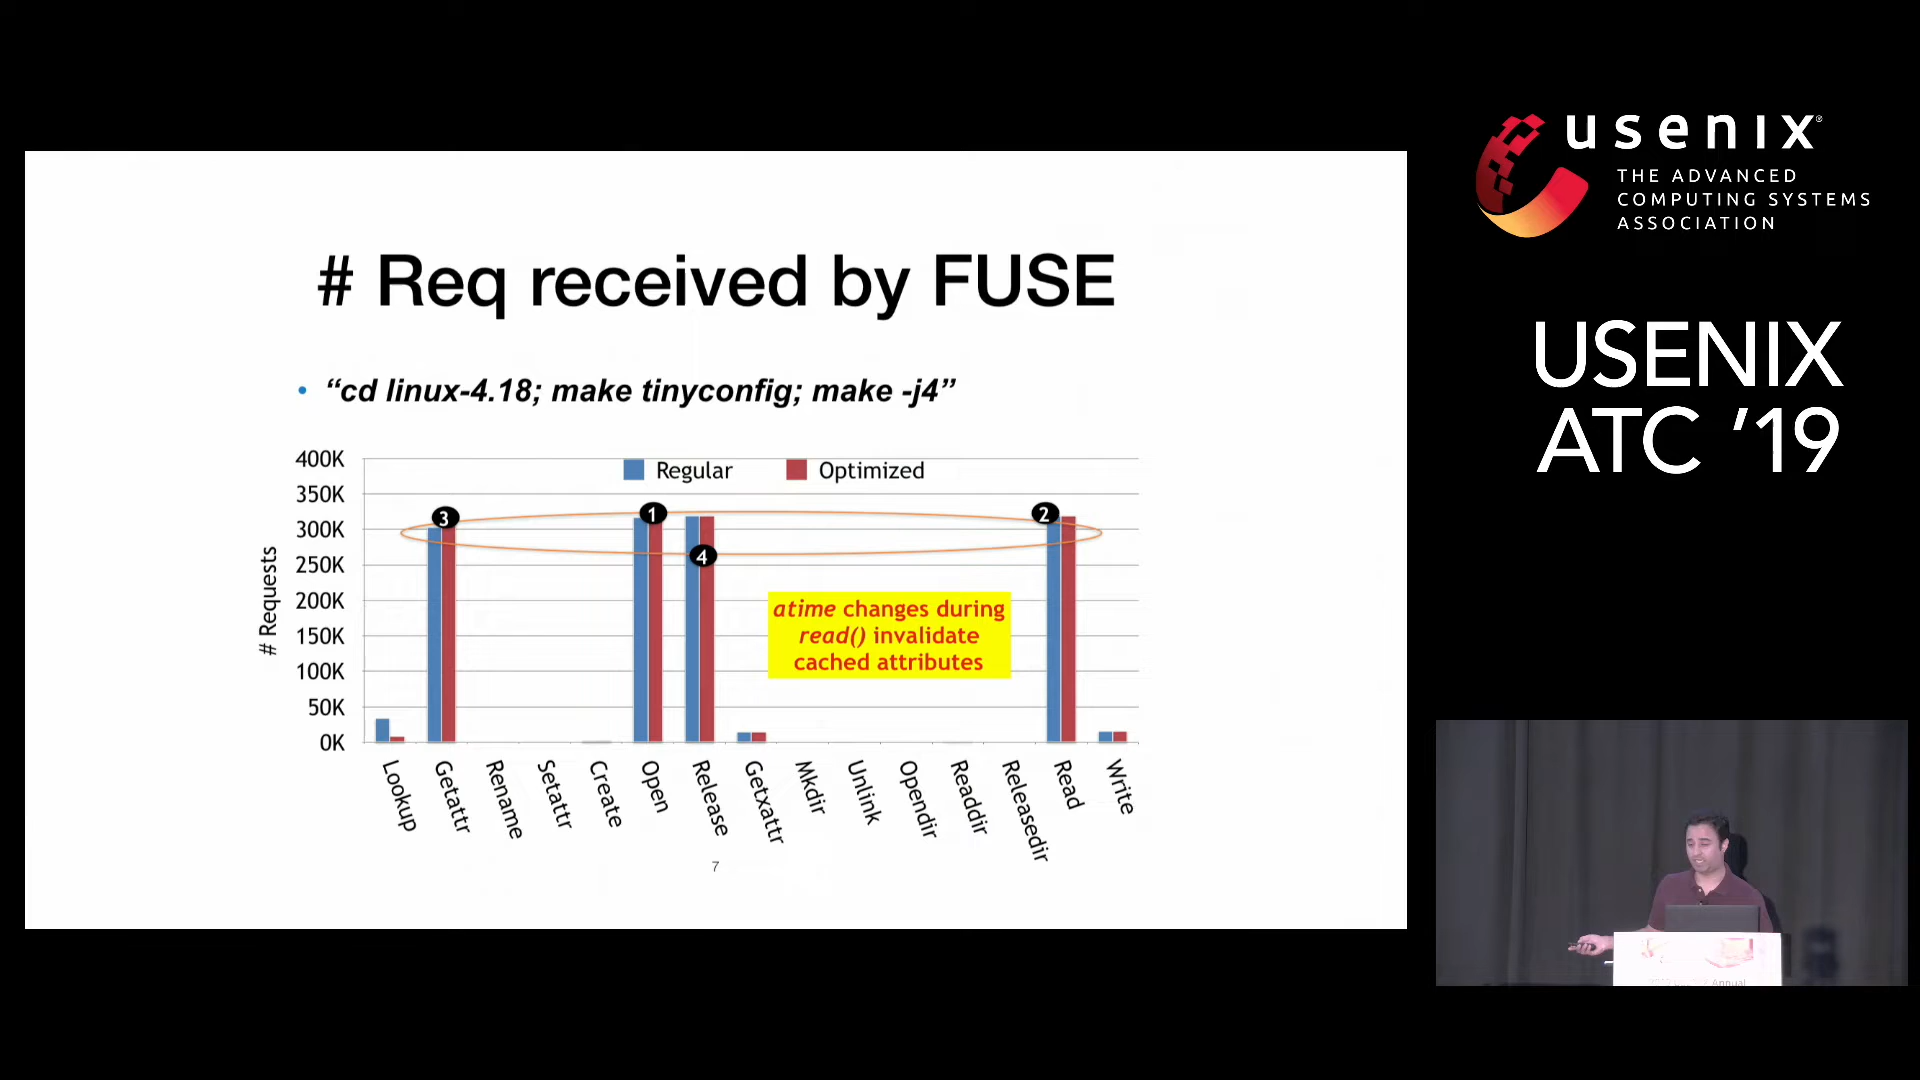 # Req received by FUSE
• “cd linux-4.18; make tinyconfig; make -j4”
400K
350K
300K
250K
200K
150K
100K
50K
0K
# Requests
Regular
Optimized
3
1
2
4
atime changes during
read() invalidate
cached attributes
Lookup
Getattr
Rename
Setattr
Create
Open
Release
Getxattr
Mkdir
Unlink
Opendir
Readdir
Releasedir
Read
Write
7
usenix®
THE ADVANCED
COMPUTING SYSTEMS
ASSOCIATION
USENIX
ATC ’19
Annual